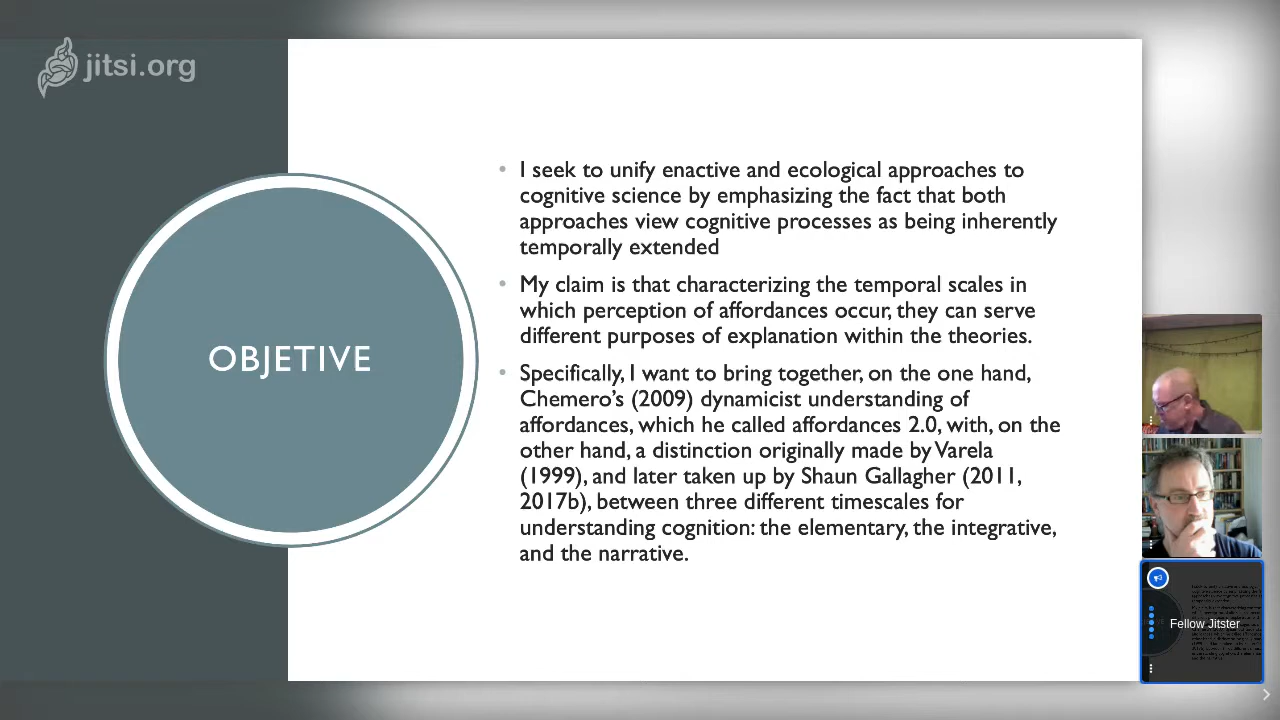 jitsi.org
OBJETIVE
• I seek to unify enactive and ecological approaches to
cognitive science by emphasizing the fact that both
approaches view cognitive processes as being inherently
temporally extended
• My claim is that characterizing the temporal scales in
which perception of affordances occur, they can serve
different purposes of explanation within the theories.
• Specifically, I want to bring together, on the one hand,
Chemero’s (2009) dynamicist understanding of
affordances, which he called affordances 2.0, with, on the
other hand, a distinction originally made by Varela
(1999), and later taken up by Shaun Gallagher (2011,
2017b), between three different timescales for
understanding cognition: the elementary, the integrative,
and the narrative.
Fellow Jitster